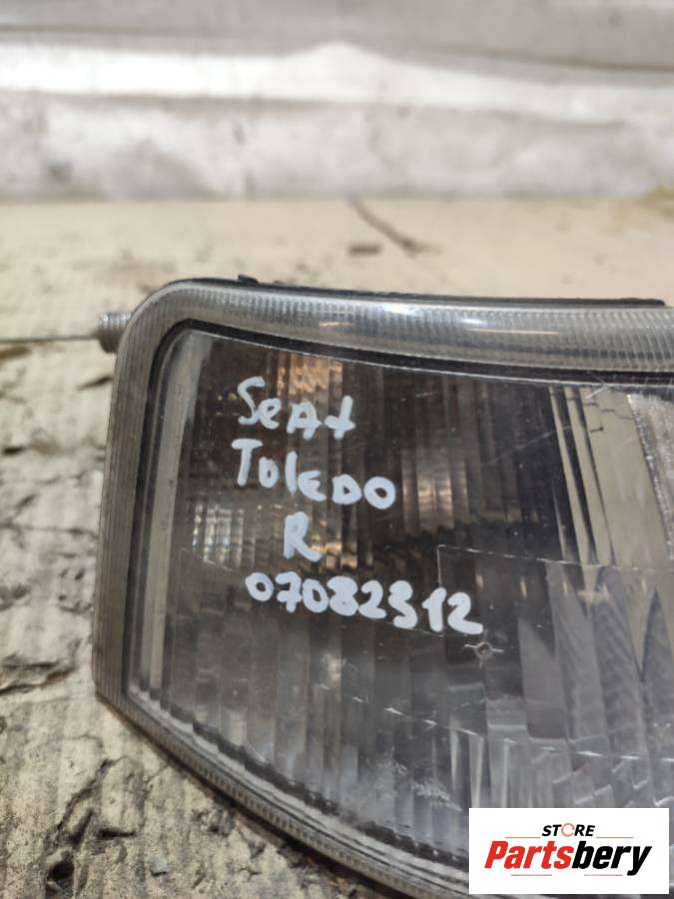 Seat
TOLEDO
R
07082312
STORE
Partsbery